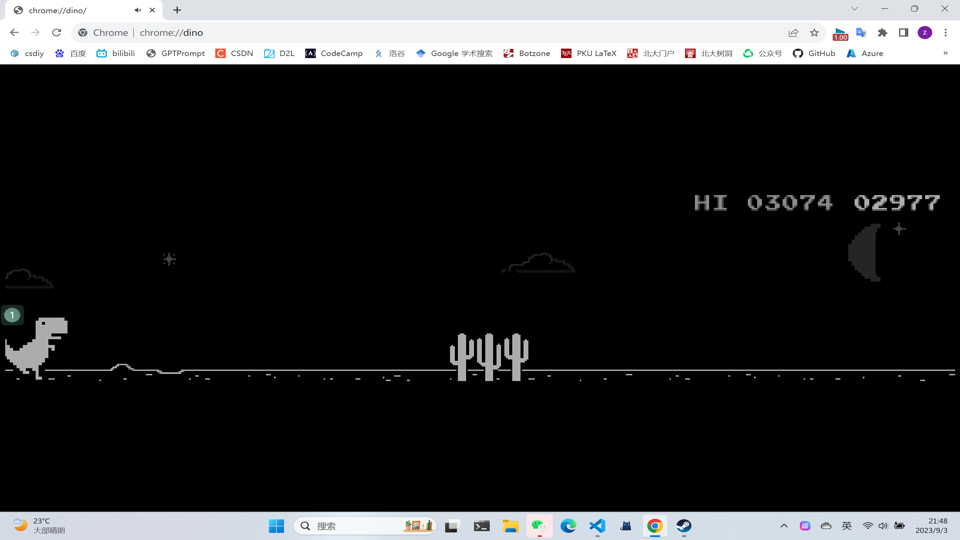 chrome://dino/
Chrome | chrome://dino
1.00
z
csdiy 百度 bilibili GPTPrompt CSDN D2L CodeCamp 洛谷 Google 学术搜索 Botzone PKU LaTeX 北大门户 北大树洞 公众号 GitHub Azure »
HI 03074 02977
1
23°C
大部晴朗
搜索
英
21:48
2023/9/3